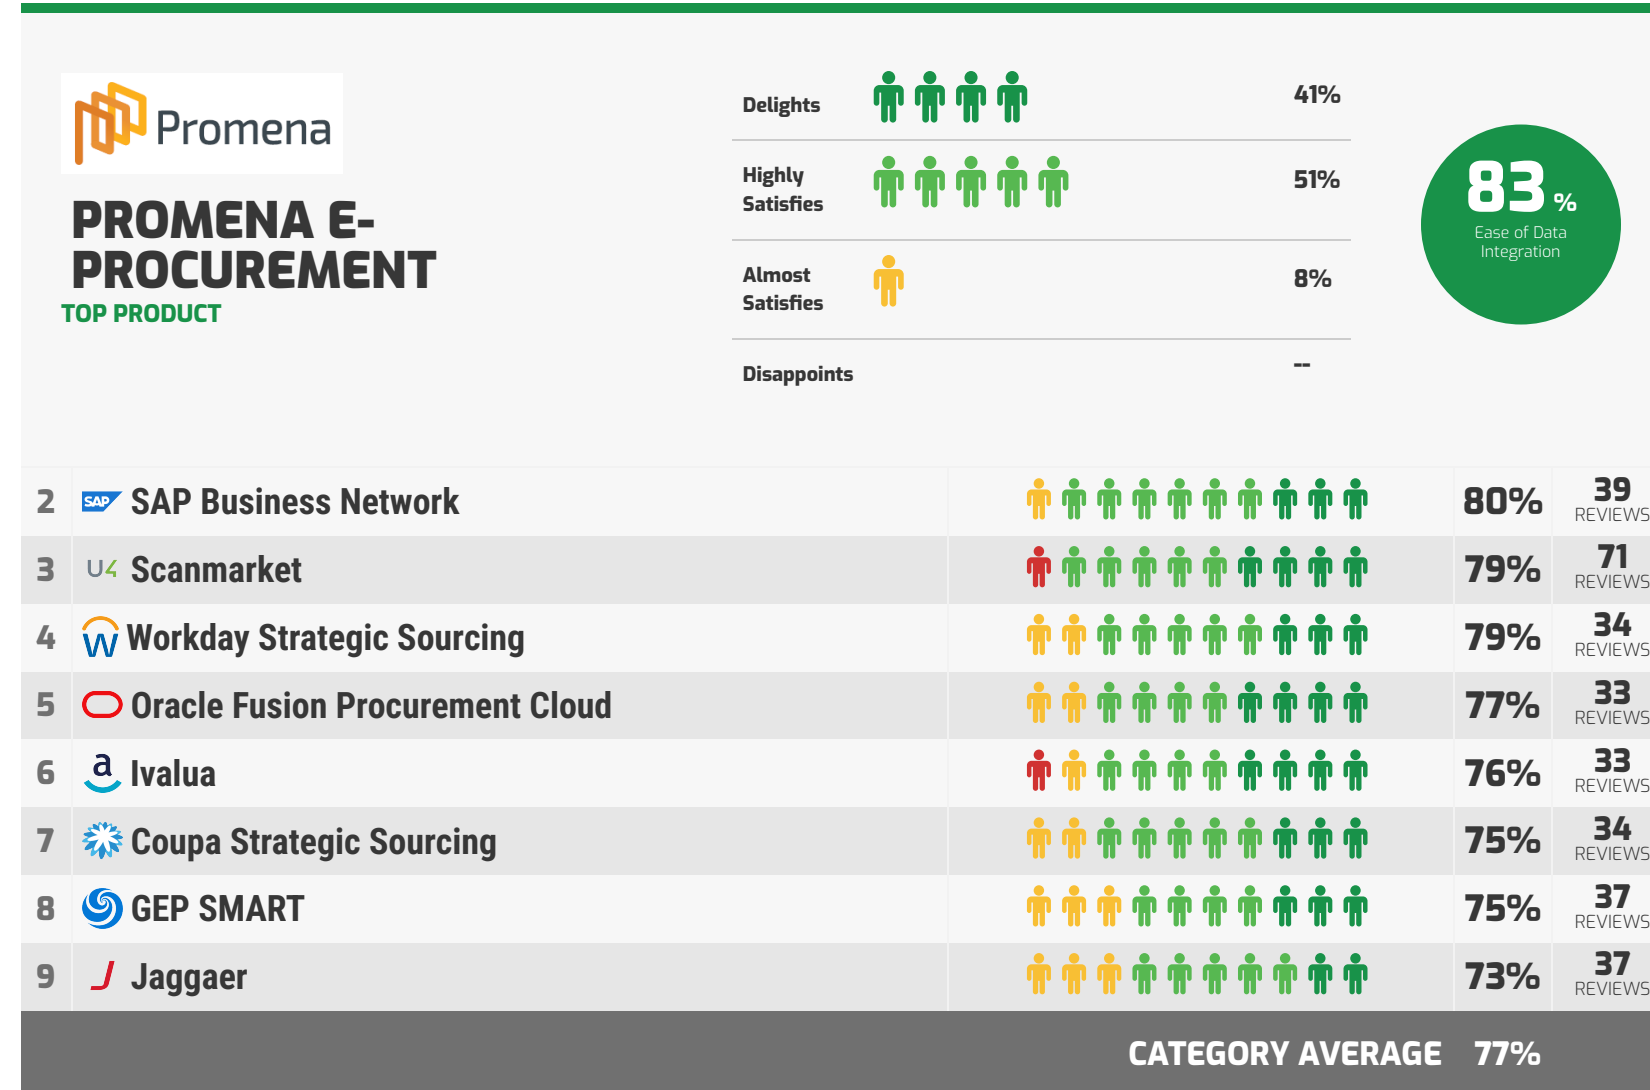 Promena
PROMENA E-
PROCUREMENT
TOP PRODUCT
Delights 41%
Highly
Satisfies 51%
Almost
Satisfies 8%
Disappoints --
83 %
Ease of Data
Integration
2 SAP SAP Business Network 80% 39
REVIEWS
3 U4 Scanmarket 79% 71
REVIEWS
4 W Workday Strategic Sourcing 79% 34
REVIEWS
5 Oracle Fusion Procurement Cloud 77% 33
REVIEWS
6 a Ivalua 76% 33
REVIEWS
7 Coupa Strategic Sourcing 75% 34
REVIEWS
8 GEP SMART 75% 37
REVIEWS
9 J Jaggaer 73% 37
REVIEWS
CATEGORY AVERAGE 77%